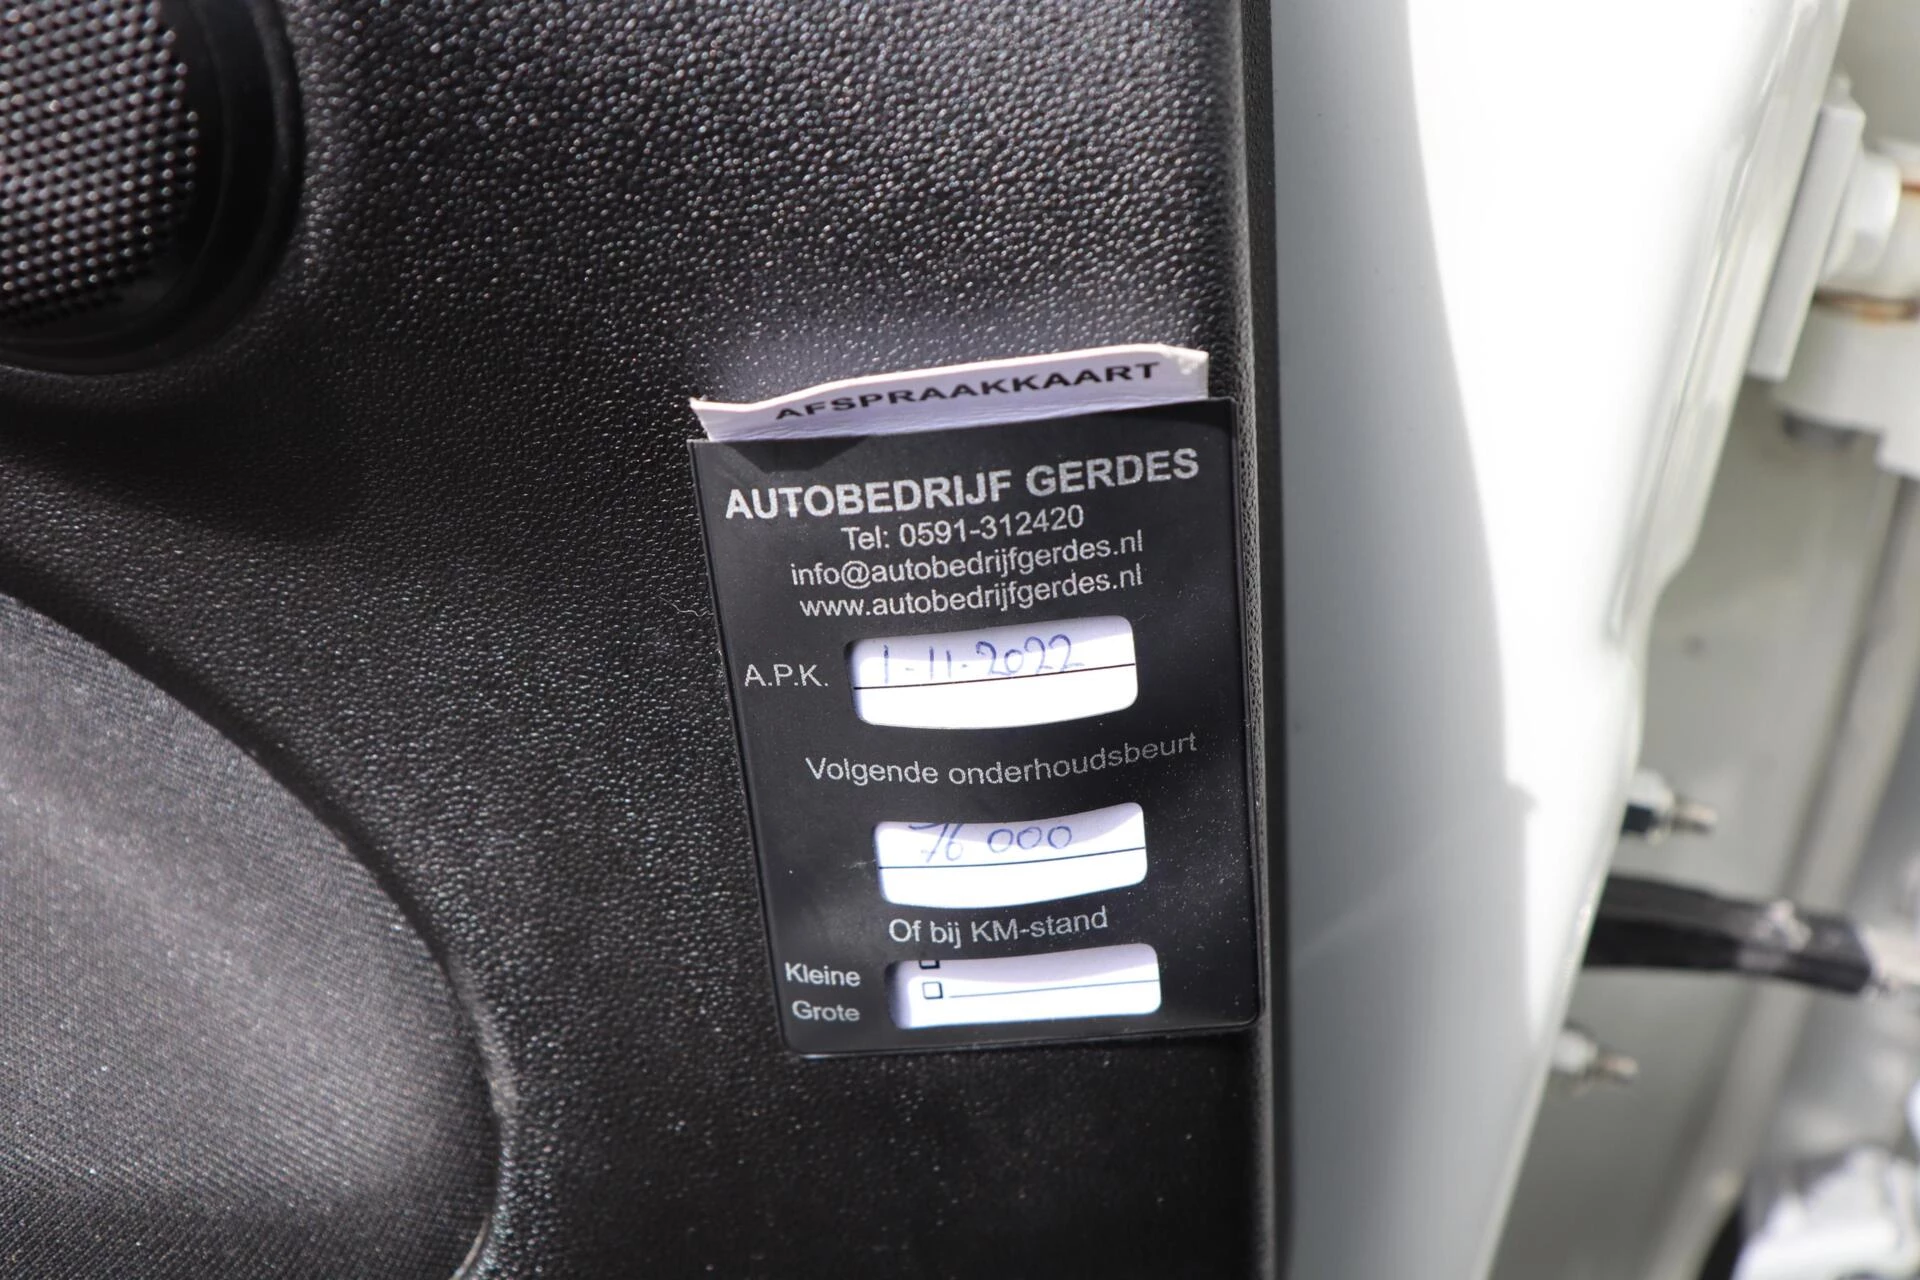 AFSPRAAKKAART
AUTOBEDRIJF GERDES
Tel: 0591-312420
info@autobedrijfgerdes.nl
www.autobedrijfgerdes.nl
A.P.K. 1-11-2022
Volgende onderhoudsbeurt
76 000
Of bij KM-stand
Kleine
Grote